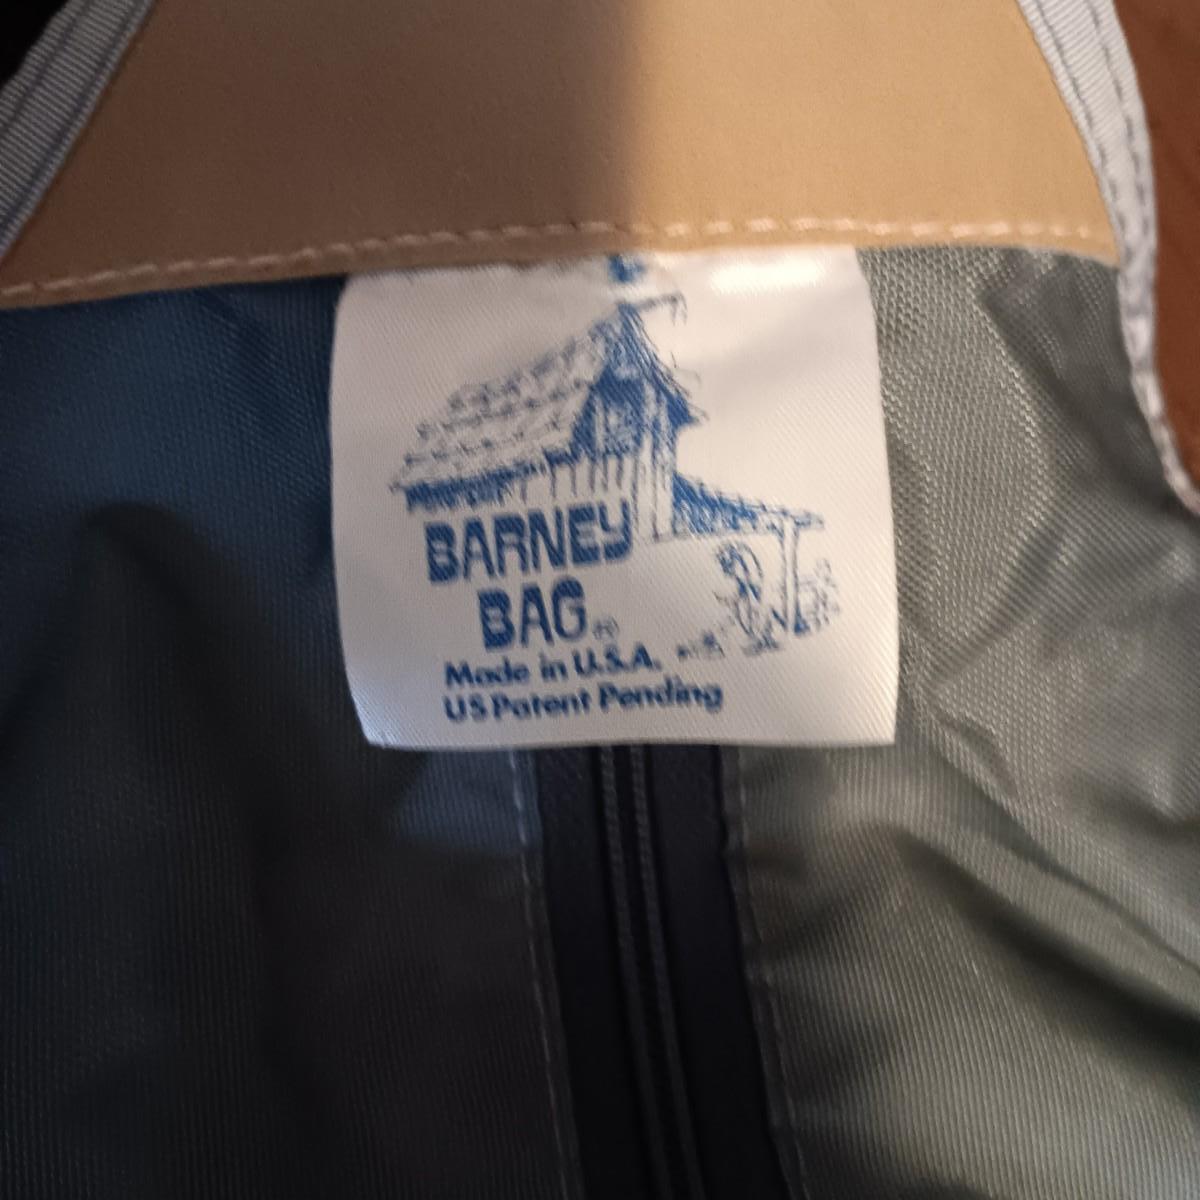 BARNEY
BAG®
Made in U.S.A.
US Patent Pending